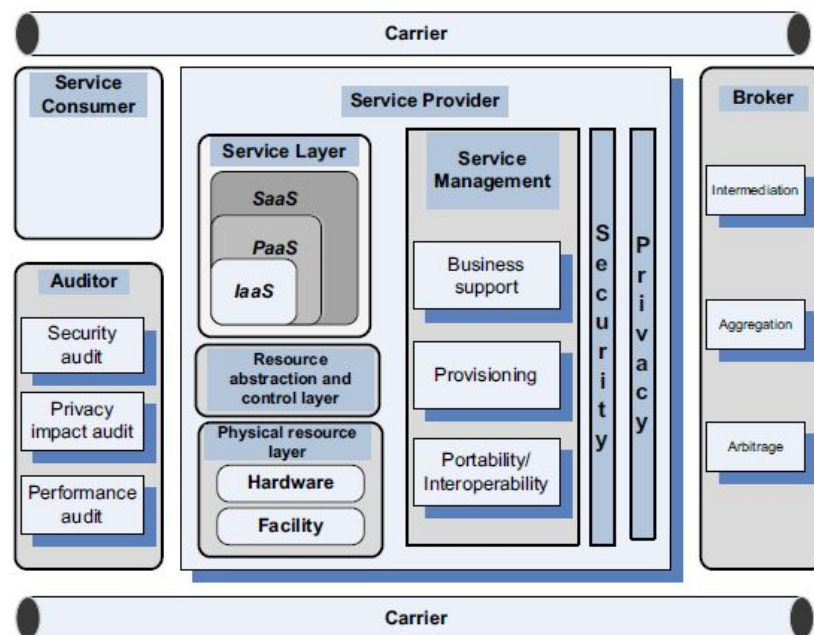 Carrier
Service
Consumer
Auditor
Security
audit
Privacy
impact audit
Performance
audit
Service Provider
Service Layer
SaaS
PaaS
IaaS
Resource
abstraction and
control layer
Physical resource
layer
Hardware
Facility
Service
Management
Business
support
Provisioning
Portability/
Interoperability
Security
Privacy
Broker
Intermediation
Aggregation
Arbitrage
Carrier